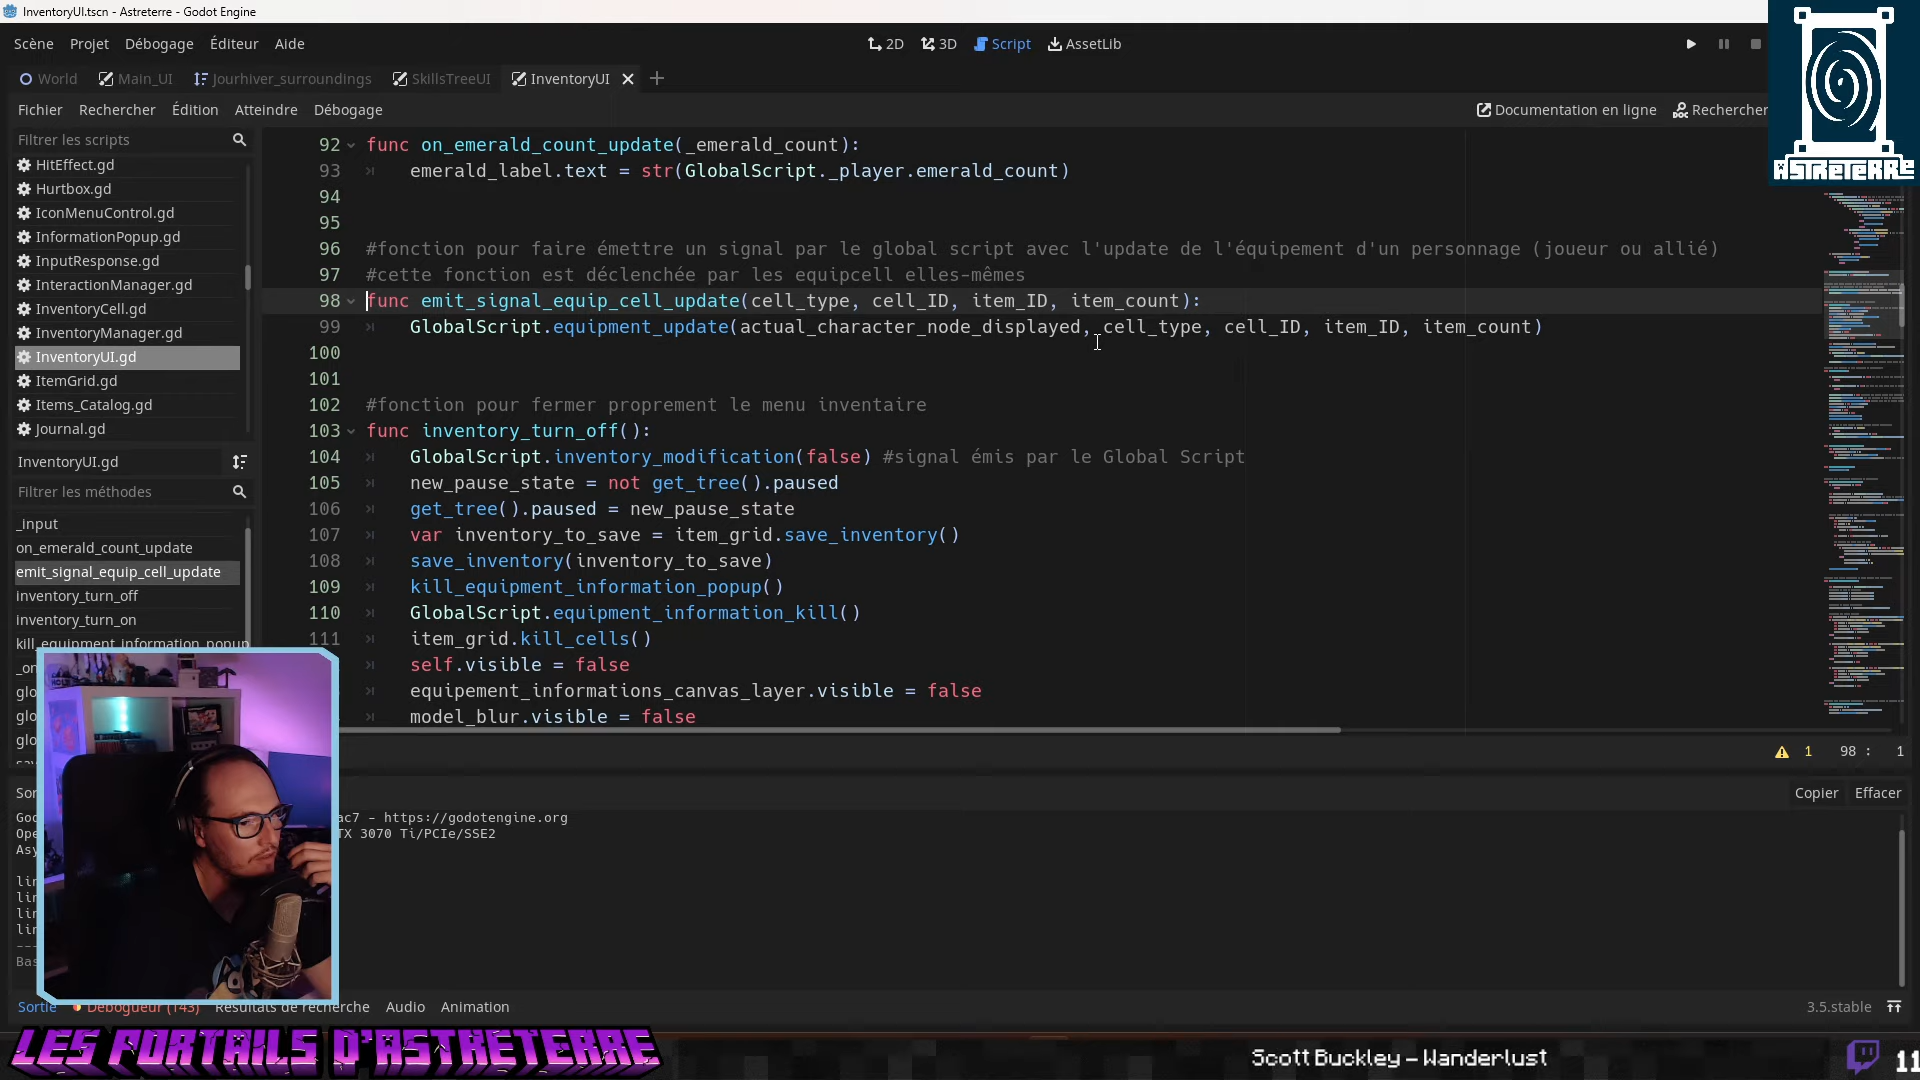 InventoryUI.tscn - Astreterre - Godot Engine
Scène Projet Débogage Éditeur Aide
2D 3D Script AssetLib
World Main_UI Jourhiver_surroundings SkillsTreeUI InventoryUI
Fichier Rechercher Édition Atteindre Débogage
Documentation en ligne Rechercher
ASTRETERRE
Filtrer les scripts
HitEffect.gd
Hurtbox.gd
IconMenuControl.gd
InformationPopup.gd
InputResponse.gd
InteractionManager.gd
InventoryCell.gd
InventoryManager.gd
InventoryUI.gd
ItemGrid.gd
Items_Catalog.gd
Journal.gd
InventoryUI.gd
Filtrer les méthodes
_input
on_emerald_count_update
emit_signal_equip_cell_update
inventory_turn_off
inventory_turn_on
kill_equipment_information_popup
92 func on_emerald_count_update(_emerald_count):
93 emerald_label.text = str(GlobalScript._player.emerald_count)
94
95
96 #fonction pour faire émettre un signal par le global script avec l'update de l'équipement d'un personnage (joueur ou allié)
97 #cette fonction est déclenchée par les equipcell elles-mêmes
98 func emit_signal_equip_cell_update(cell_type, cell_ID, item_ID, item_count):
99 GlobalScript.equipment_update(actual_character_node_displayed, cell_type, cell_ID, item_ID, item_count)
100
101
102 #fonction pour fermer proprement le menu inventaire
103 func inventory_turn_off():
104 GlobalScript.inventory_modification(false) #signal émis par le Global Script
105 new_pause_state = not get_tree().paused
106 get_tree().paused = new_pause_state
107 var inventory_to_save = item_grid.save_inventory()
108 save_inventory(inventory_to_save)
109 kill_equipment_information_popup()
110 GlobalScript.equipment_information_kill()
111 item_grid.kill_cells()
self.visible = false
equipement_informations_canvas_layer.visible = false
model_blur.visible = false
1 98 : 1
Copier Effacer
ac7 - https://godotengine.org
TX 3070 Ti/PCIe/SSE2
Sortie Débogueur (143) Résultats de recherche Audio Animation
3.5.stable
LES PORTAILS D'ASTRETERRE
Scott Buckley – Wanderlust
11